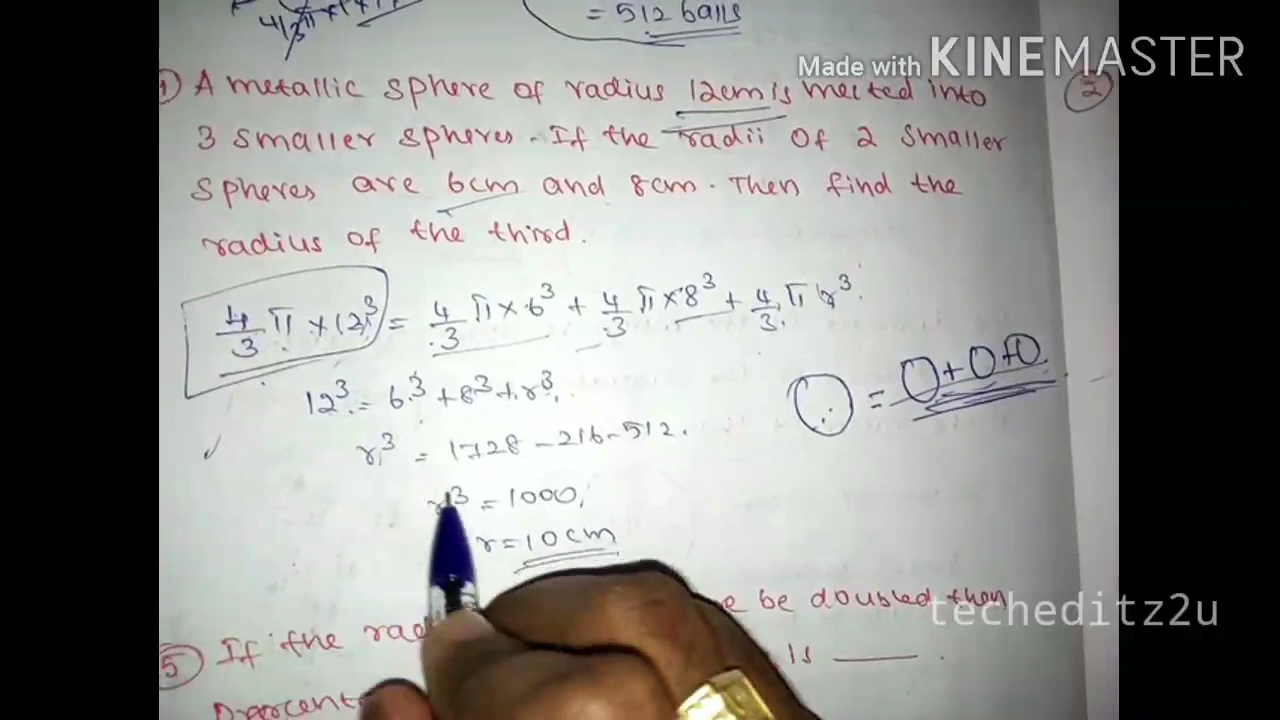 = 512 balls
Made with KINEMASTER
A metallic sphere of radius 12cm is melted into
②
3 smaller spheres. If the radii of 2 smaller
spheres are 6cm and 8cm. Then find the
radius of the third.
4/3 π × 12³ = 4/3 π × 6³ + 4/3 π × 8³ + 4/3 π r³.
12³ = 6³ + 8³ + r³.
O = O + O + O
r³ = 1728 - 216 - 512.
r³ = 1000
r = 10cm
⑤ If the be doubled then
techeditz2u
is ____ .